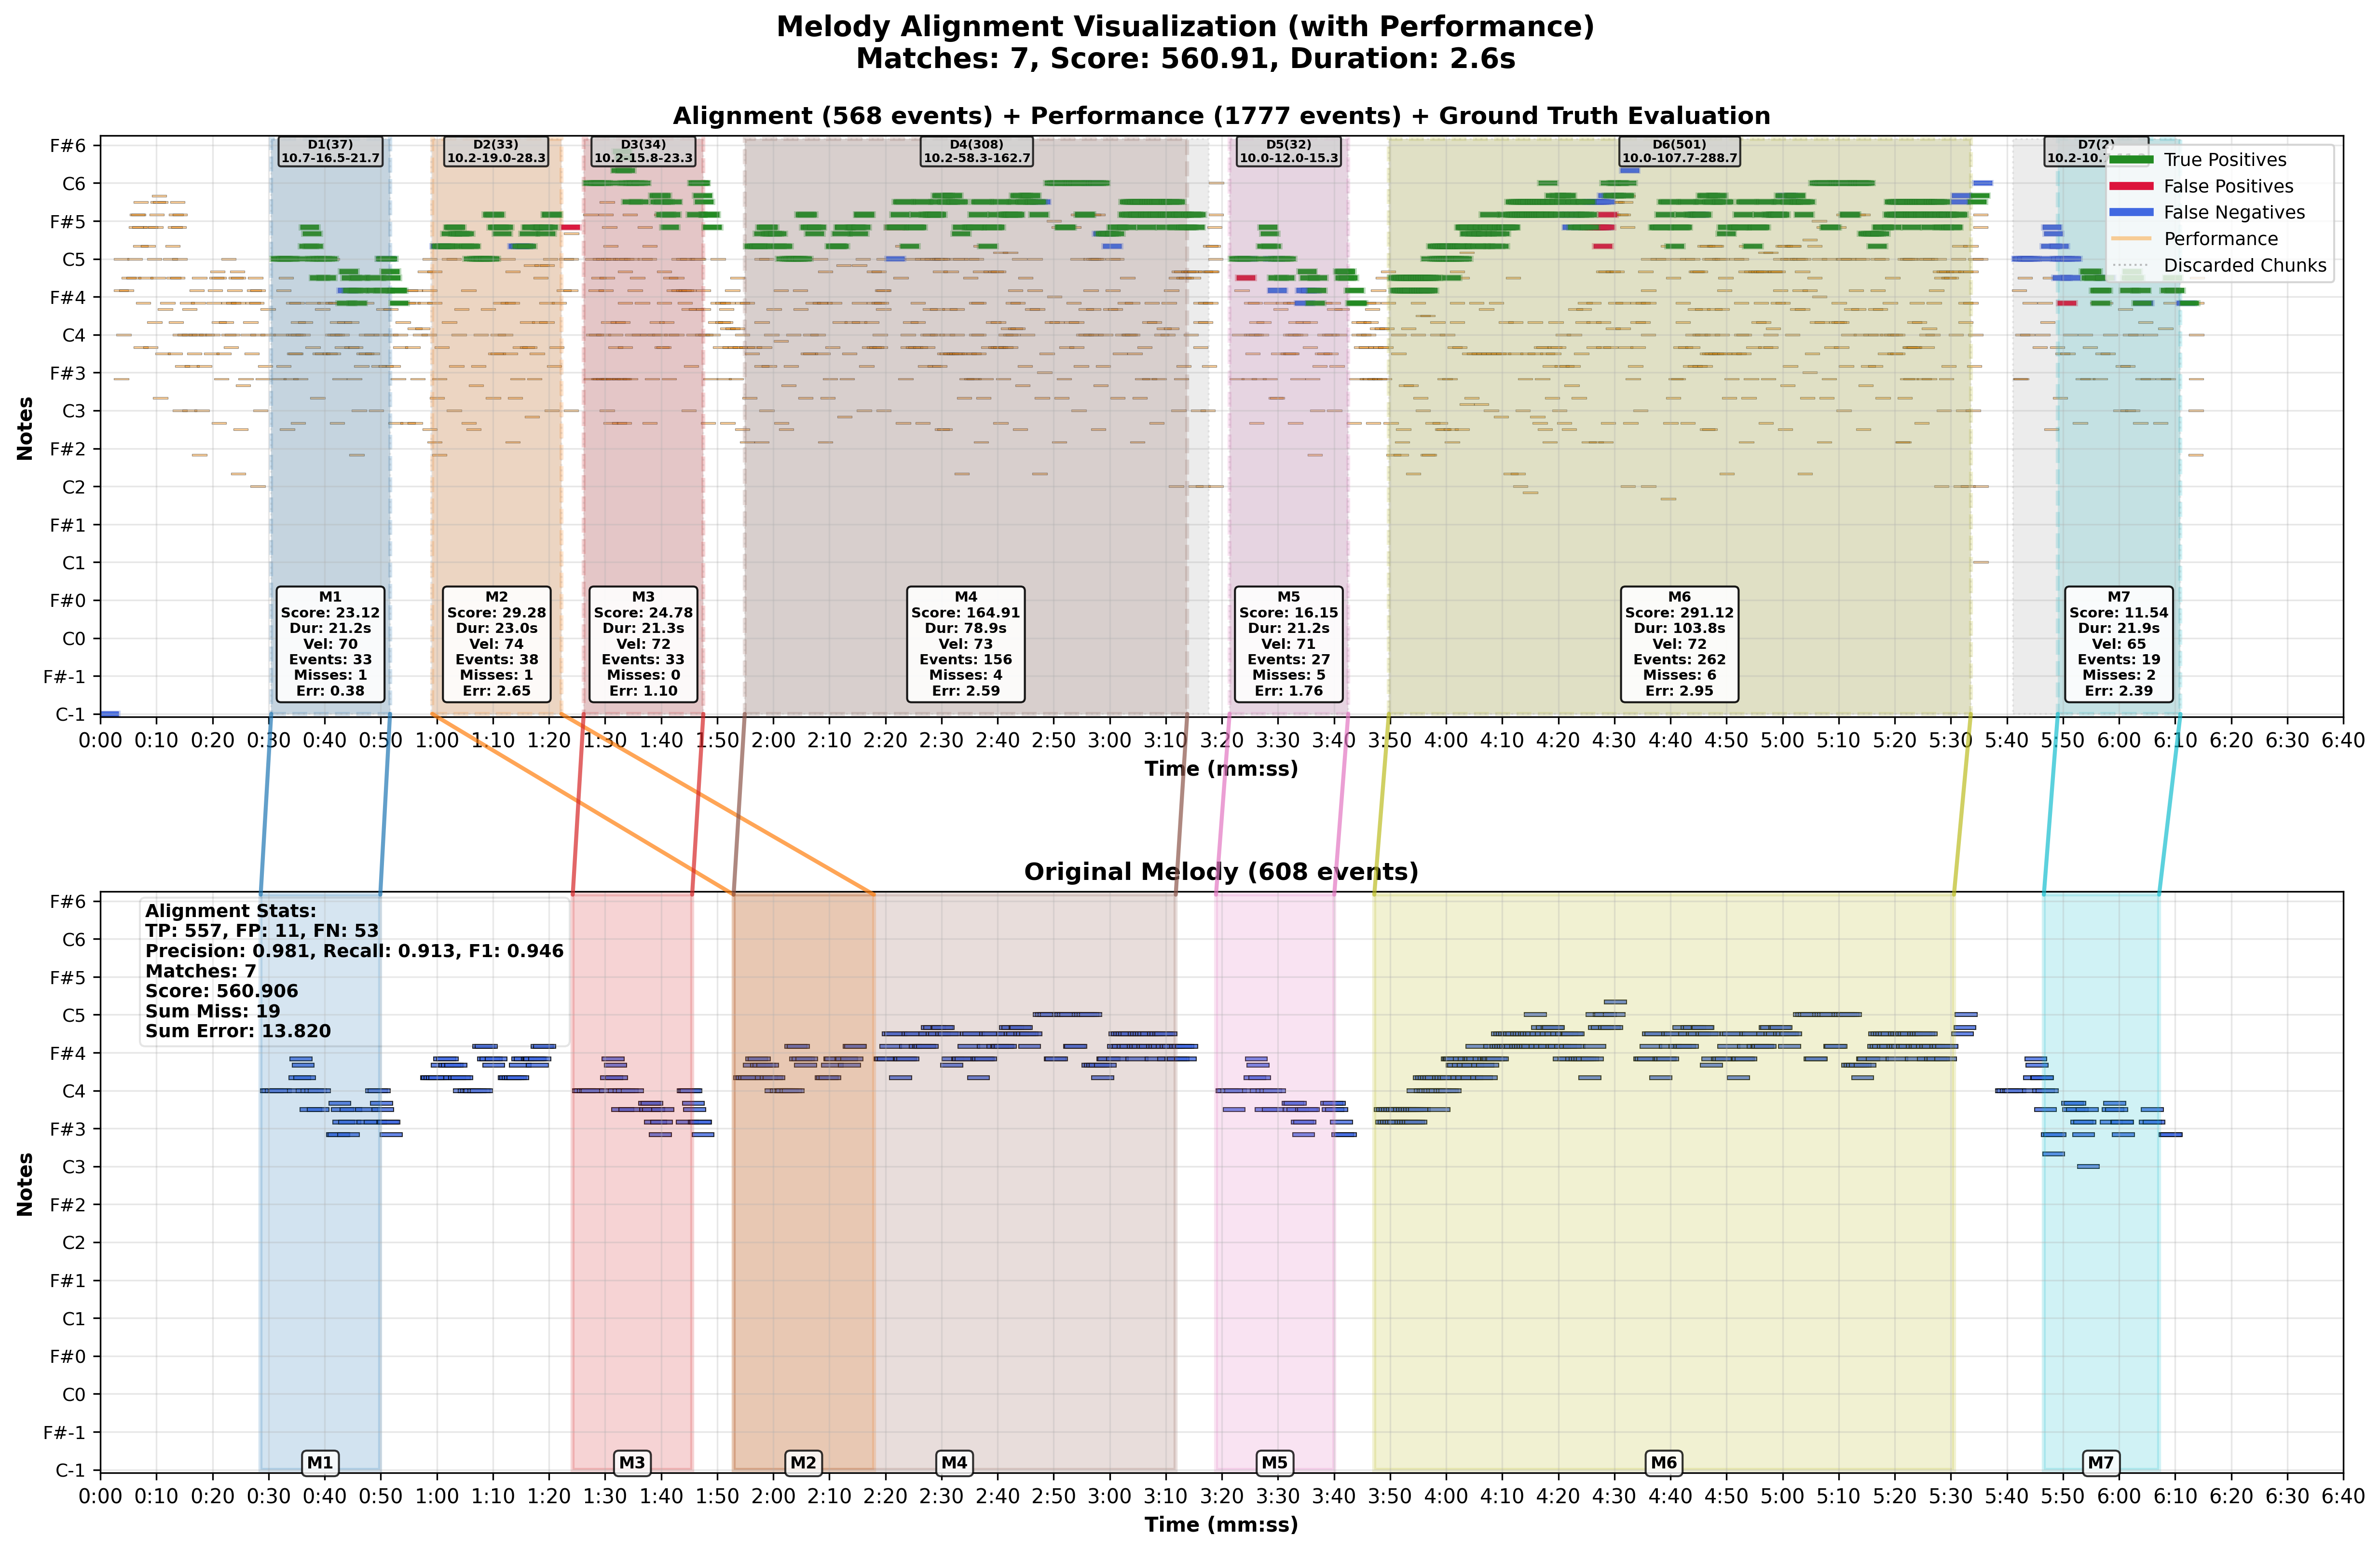 Melody Alignment Visualization (with Performance)
Matches: 7, Score: 560.91, Duration: 2.6s
Alignment (568 events) + Performance (1777 events) + Ground Truth Evaluation
Notes
F#6
C6
F#5
C5
F#4
C4
F#3
C3
F#2
C2
F#1
C1
F#0
C0
F#-1
C-1
D1(37)
10.7-16.5-21.7
D2(33)
10.2-19.0-28.3
D3(34)
10.2-15.8-23.3
D4(308)
10.2-58.3-162.7
D5(32)
10.0-12.0-15.3
D6(501)
10.0-107.7-288.7
D7(2)
10.2-10.
True Positives
False Positives
False Negatives
Performance
Discarded Chunks
M1
Score: 23.12
Dur: 21.2s
Vel: 70
Events: 33
Misses: 1
Err: 0.38
M2
Score: 29.28
Dur: 23.0s
Vel: 74
Events: 38
Misses: 1
Err: 2.65
M3
Score: 24.78
Dur: 21.3s
Vel: 72
Events: 33
Misses: 0
Err: 1.10
M4
Score: 164.91
Dur: 78.9s
Vel: 73
Events: 156
Misses: 4
Err: 2.59
M5
Score: 16.15
Dur: 21.2s
Vel: 71
Events: 27
Misses: 5
Err: 1.76
M6
Score: 291.12
Dur: 103.8s
Vel: 72
Events: 262
Misses: 6
Err: 2.95
M7
Score: 11.54
Dur: 21.9s
Vel: 65
Events: 19
Misses: 2
Err: 2.39
0:00 0:10 0:20 0:30 0:40 0:50 1:00 1:10 1:20 1:30 1:40 1:50 2:00 2:10 2:20 2:30 2:40 2:50 3:00 3:10 3:20 3:30 3:40 3:50 4:00 4:10 4:20 4:30 4:40 4:50 5:00 5:10 5:20 5:30 5:40 5:50 6:00 6:10 6:20 6:30 6:40
Time (mm:ss)
Original Melody (608 events)
Notes
F#6
C6
F#5
C5
F#4
C4
F#3
C3
F#2
C2
F#1
C1
F#0
C0
F#-1
C-1
Alignment Stats:
TP: 557, FP: 11, FN: 53
Precision: 0.981, Recall: 0.913, F1: 0.946
Matches: 7
Score: 560.906
Sum Miss: 19
Sum Error: 13.820
M1
M3
M2
M4
M5
M6
M7
0:00 0:10 0:20 0:30 0:40 0:50 1:00 1:10 1:20 1:30 1:40 1:50 2:00 2:10 2:20 2:30 2:40 2:50 3:00 3:10 3:20 3:30 3:40 3:50 4:00 4:10 4:20 4:30 4:40 4:50 5:00 5:10 5:20 5:30 5:40 5:50 6:00 6:10 6:20 6:30 6:40
Time (mm:ss)